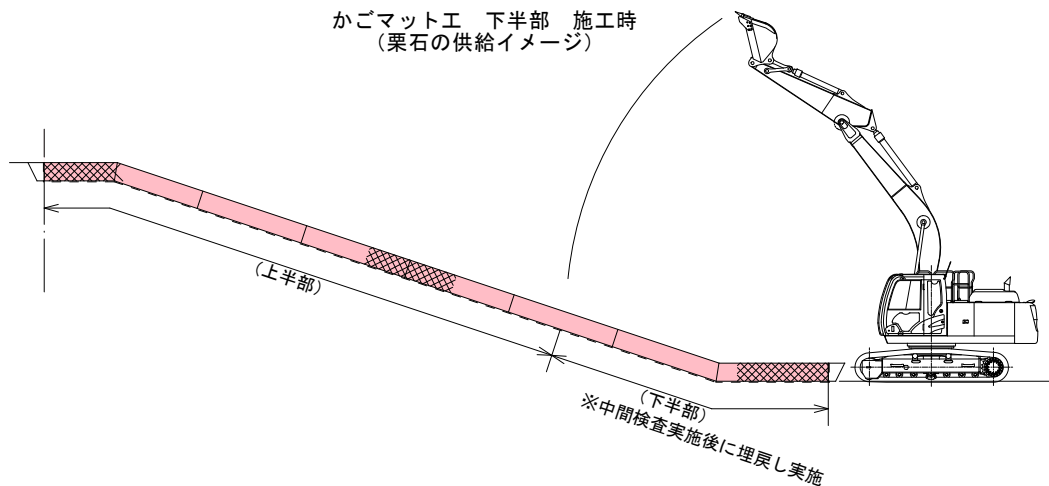 かごマット工　下半部　施工時
（栗石の供給イメージ）
（上半部）
（下半部）
※中間検査実施後に埋戻し実施